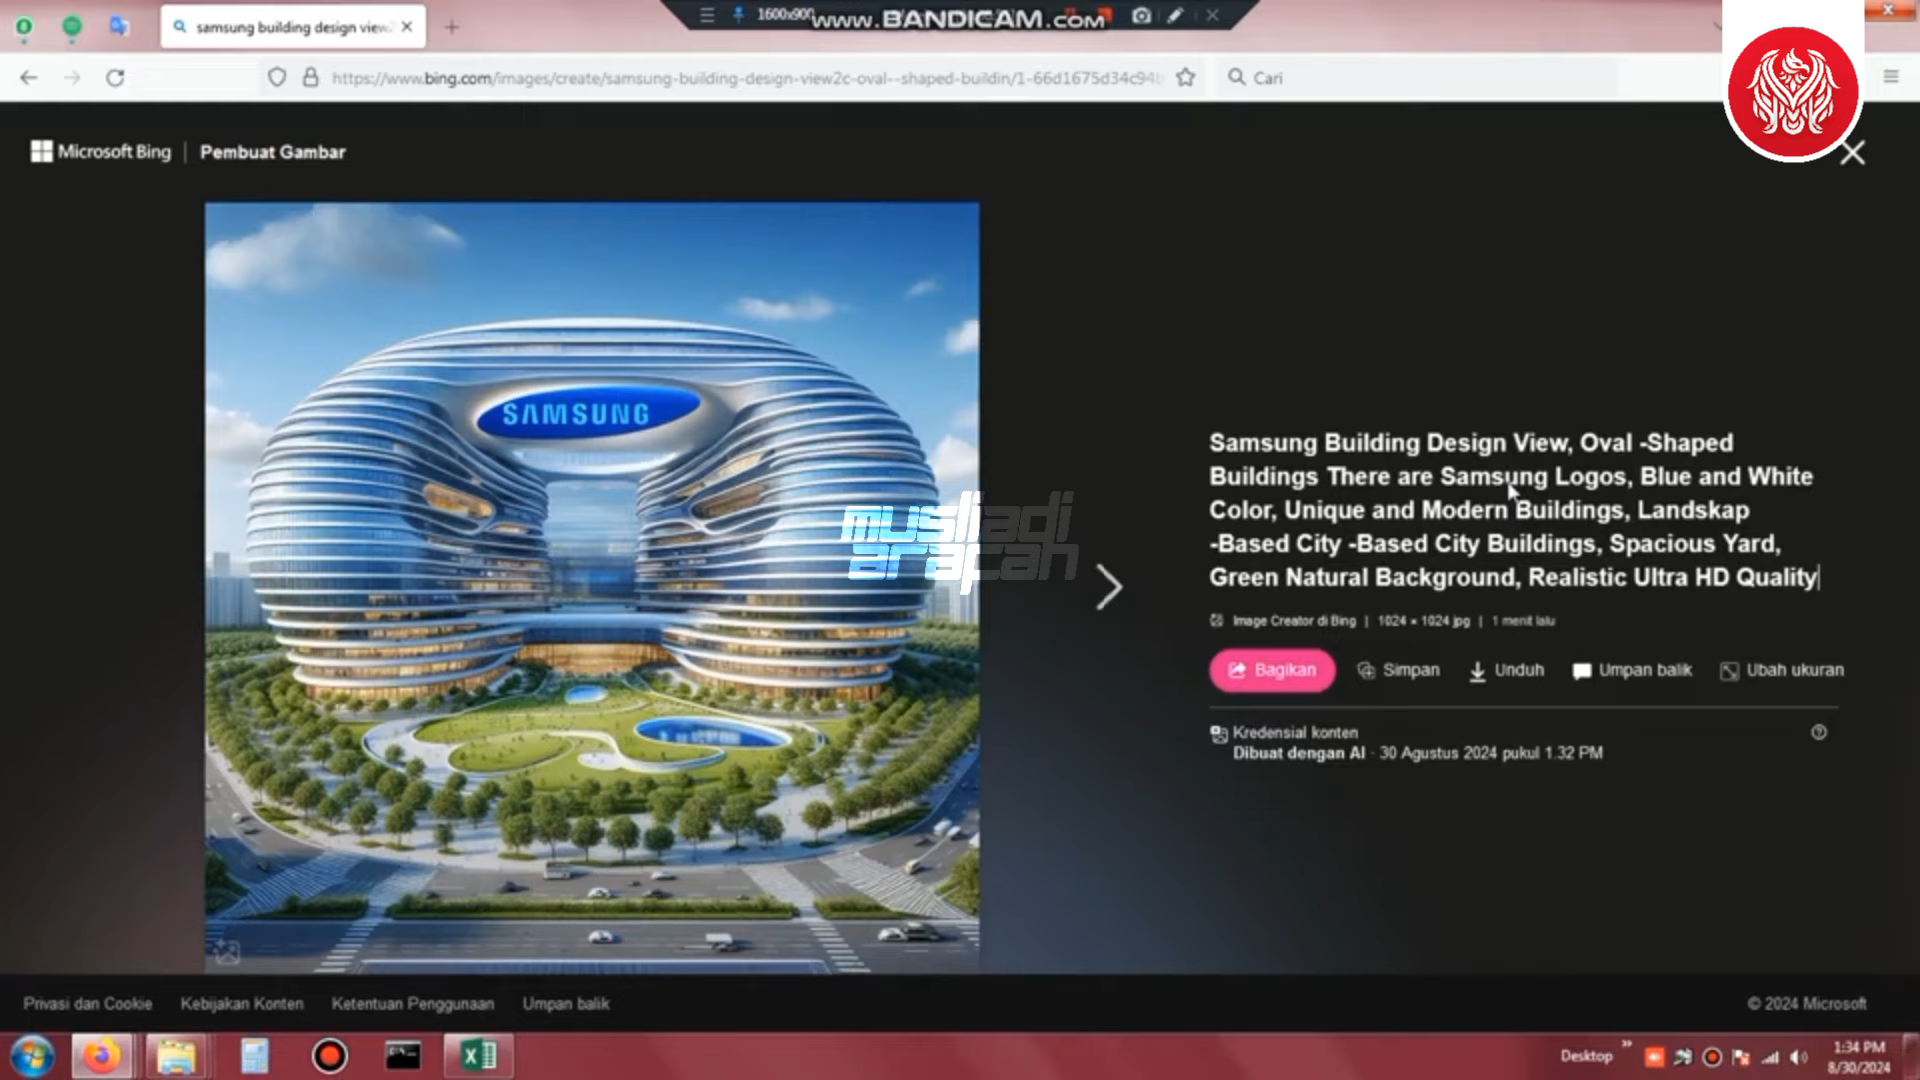 1600x900
www.BANDICAM.com
samsung building design view
https://www.bing.com/images/create/samsung-building-design-view2c-oval--shaped-buildin/1-66d1675d34c94b
Cari
Microsoft Bing | Pembuat Gambar
SAMSUNG
musliadi
aracan
Samsung Building Design View, Oval -Shaped
Buildings There are Samsung Logos, Blue and White
Color, Unique and Modern Buildings, Landskap
-Based City -Based City Buildings, Spacious Yard,
Green Natural Background, Realistic Ultra HD Quality
Image Creator di Bing | 1024 × 1024 jpg | 1 menit lalu
Bagikan Simpan Unduh Umpan balik Ubah ukuran
Kredensial konten
Dibuat dengan AI · 30 Agustus 2024 pukul 1.32 PM
Privasi dan Cookie Kebijakan Konten Ketentuan Penggunaan Umpan balik
© 2024 Microsoft
Desktop
1:34 PM
8/30/2024